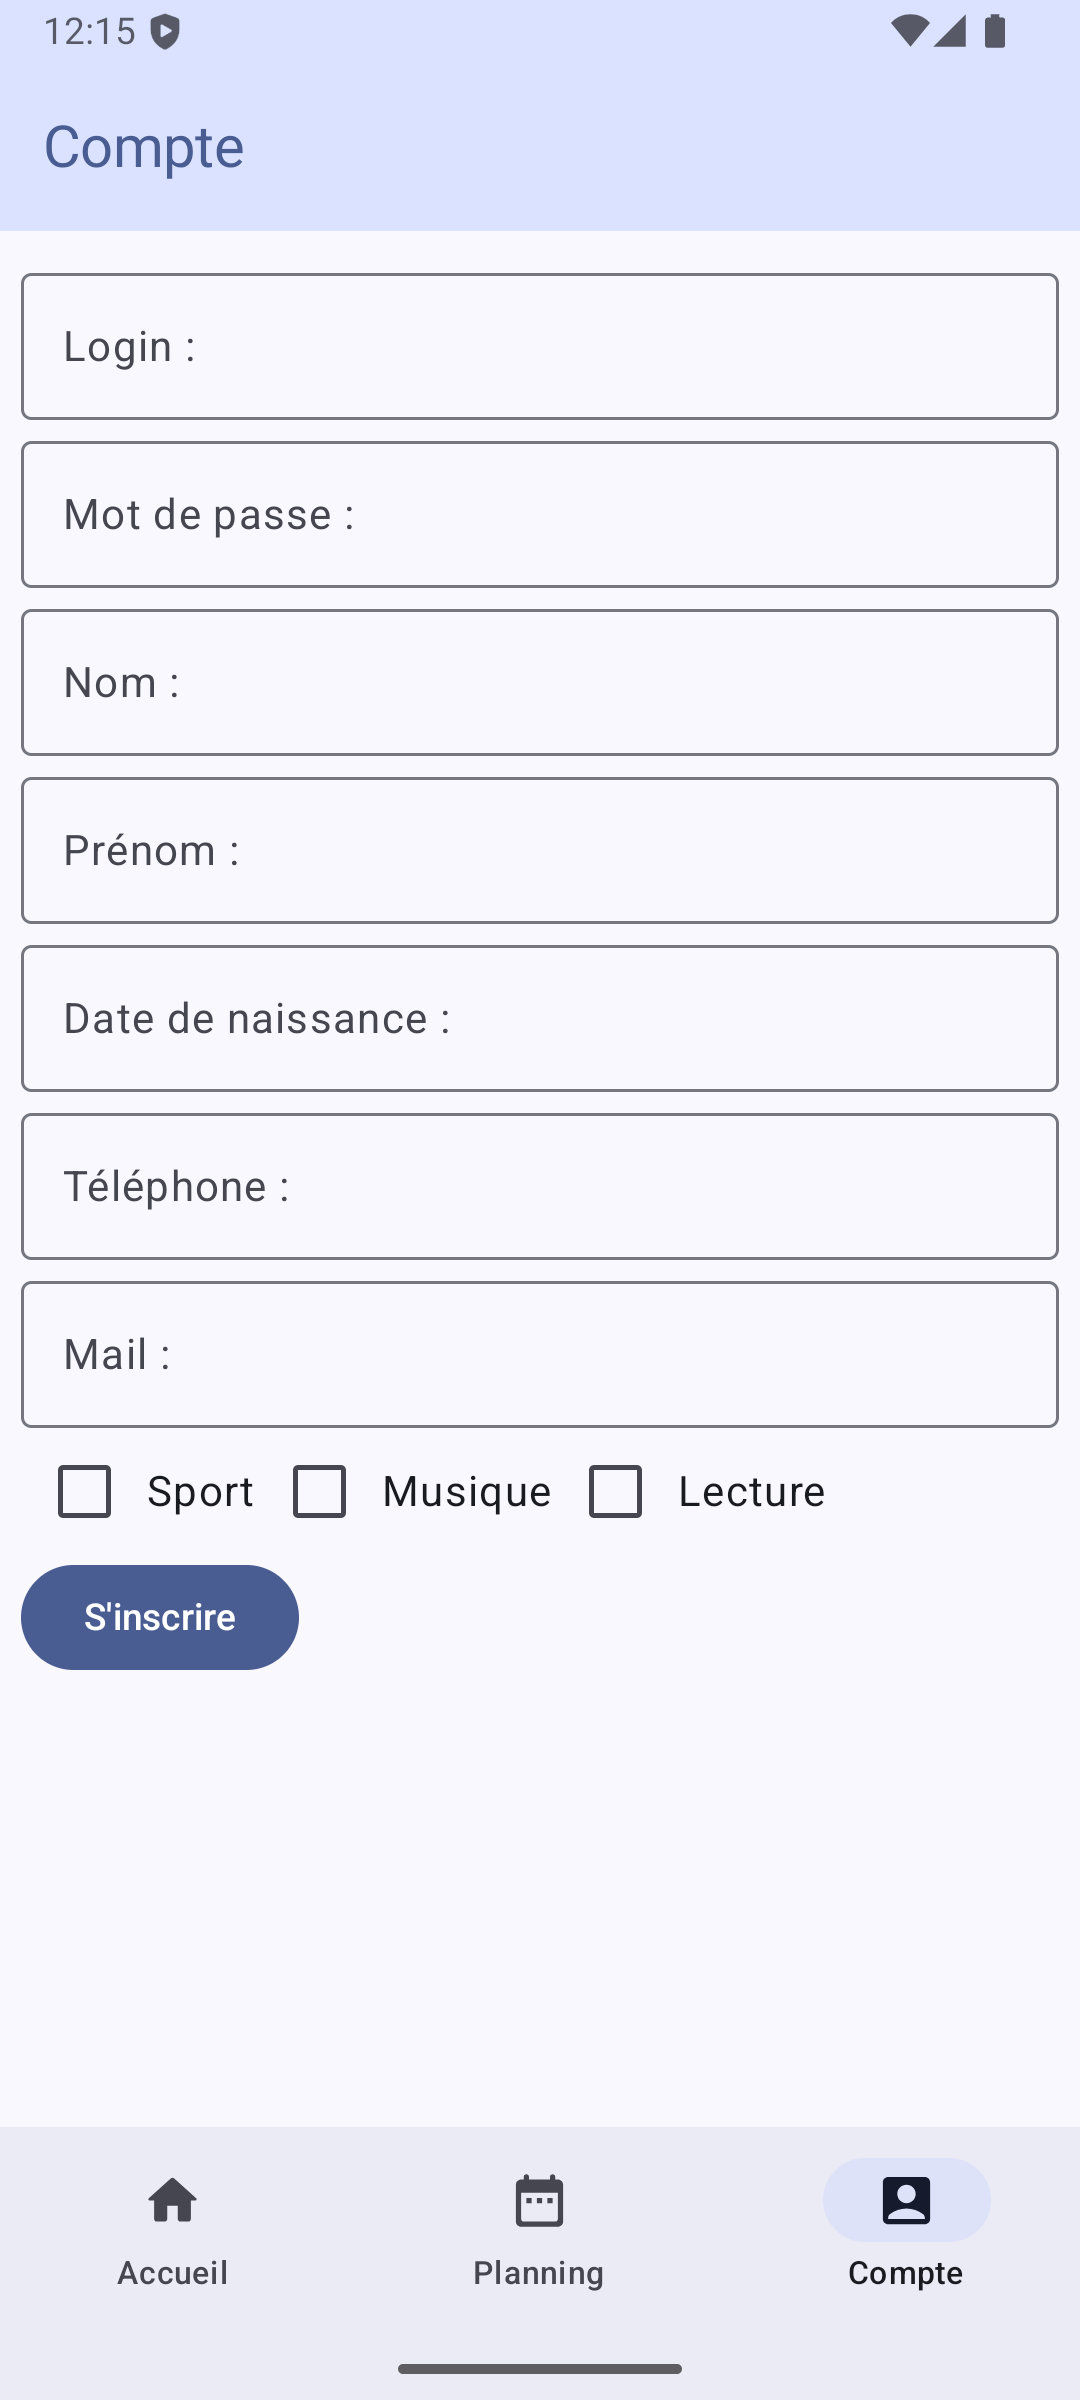 12:15
Compte
Login :
Mot de passe :
Nom :
Prénom :
Date de naissance :
Téléphone :
Mail :
Sport Musique Lecture
S'inscrire
Accueil Planning Compte